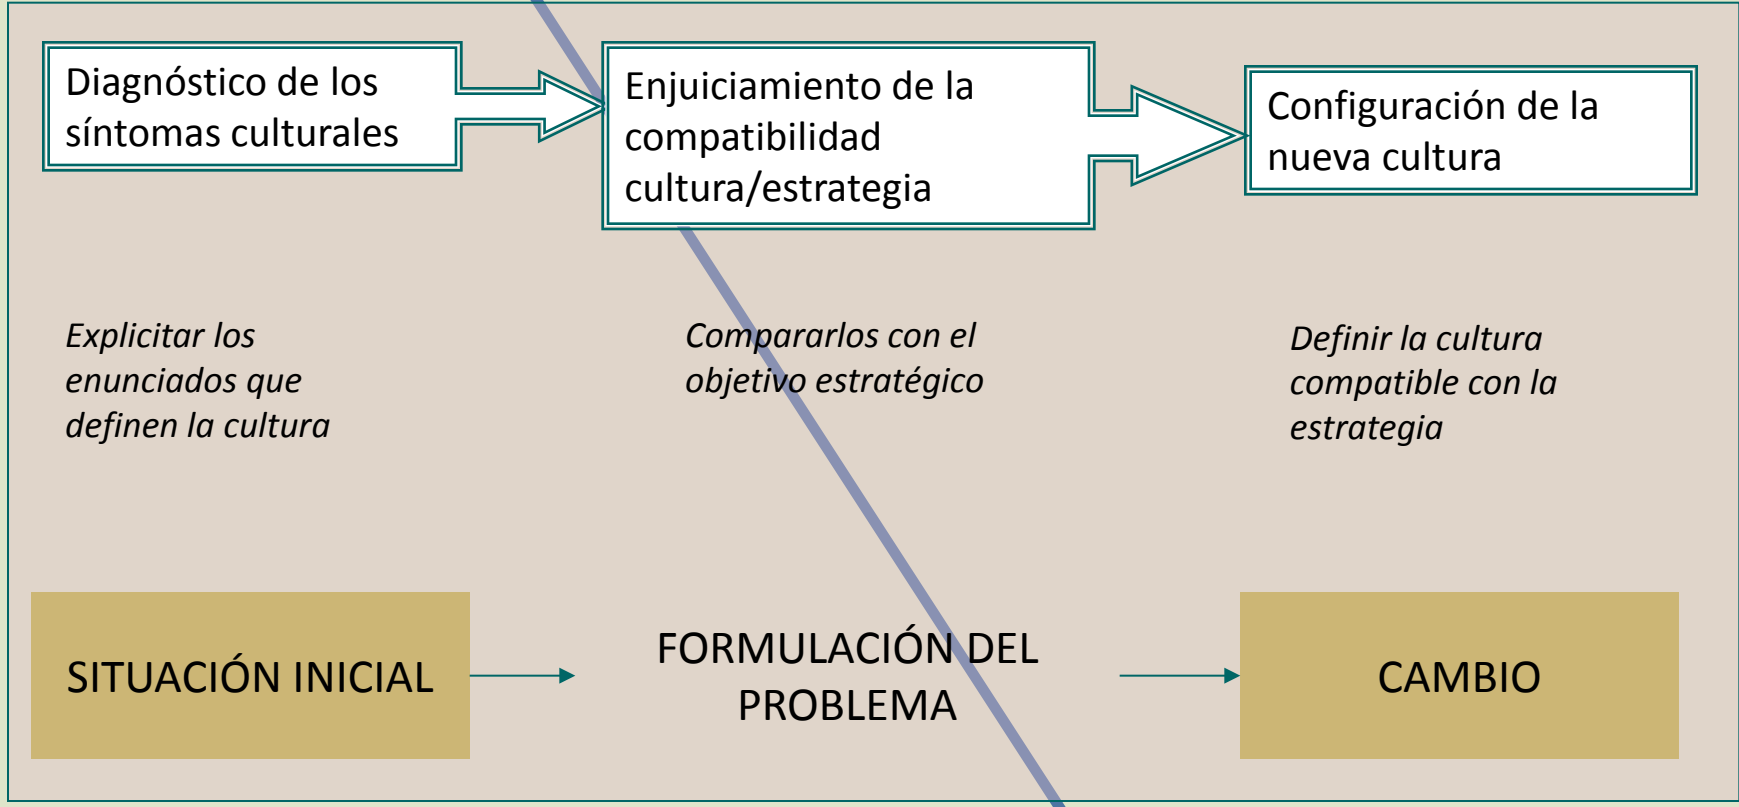 Diagnóstico de los
síntomas culturales
Enjuiciamiento de la
compatibilidad
cultura/estrategia
Configuración de la
nueva cultura
Explicitar los
enunciados que
definen la cultura
Compararlos con el
objetivo estratégico
Definir la cultura
compatible con la
estrategia
SITUACIÓN INICIAL
FORMULACIÓN DEL
PROBLEMA
CAMBIO